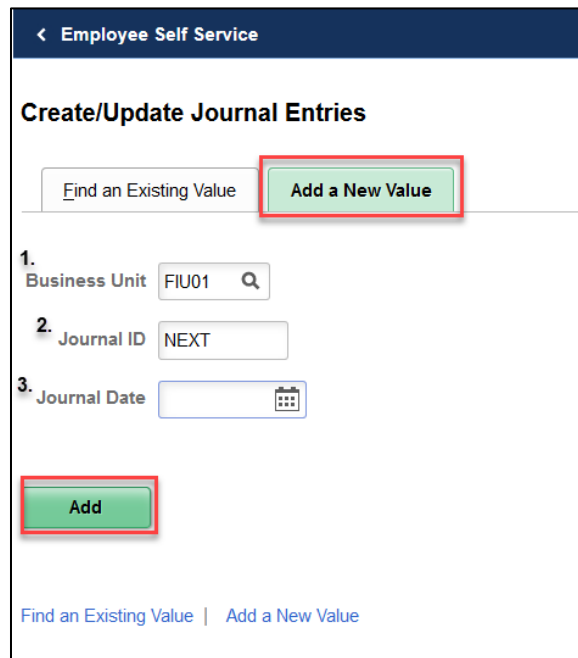 < Employee Self Service
Create/Update Journal Entries
Find an Existing Value
Add a New Value
1.
Business Unit FIU01
2.
Journal ID NEXT
3.
Journal Date
Add
Find an Existing Value | Add a New Value